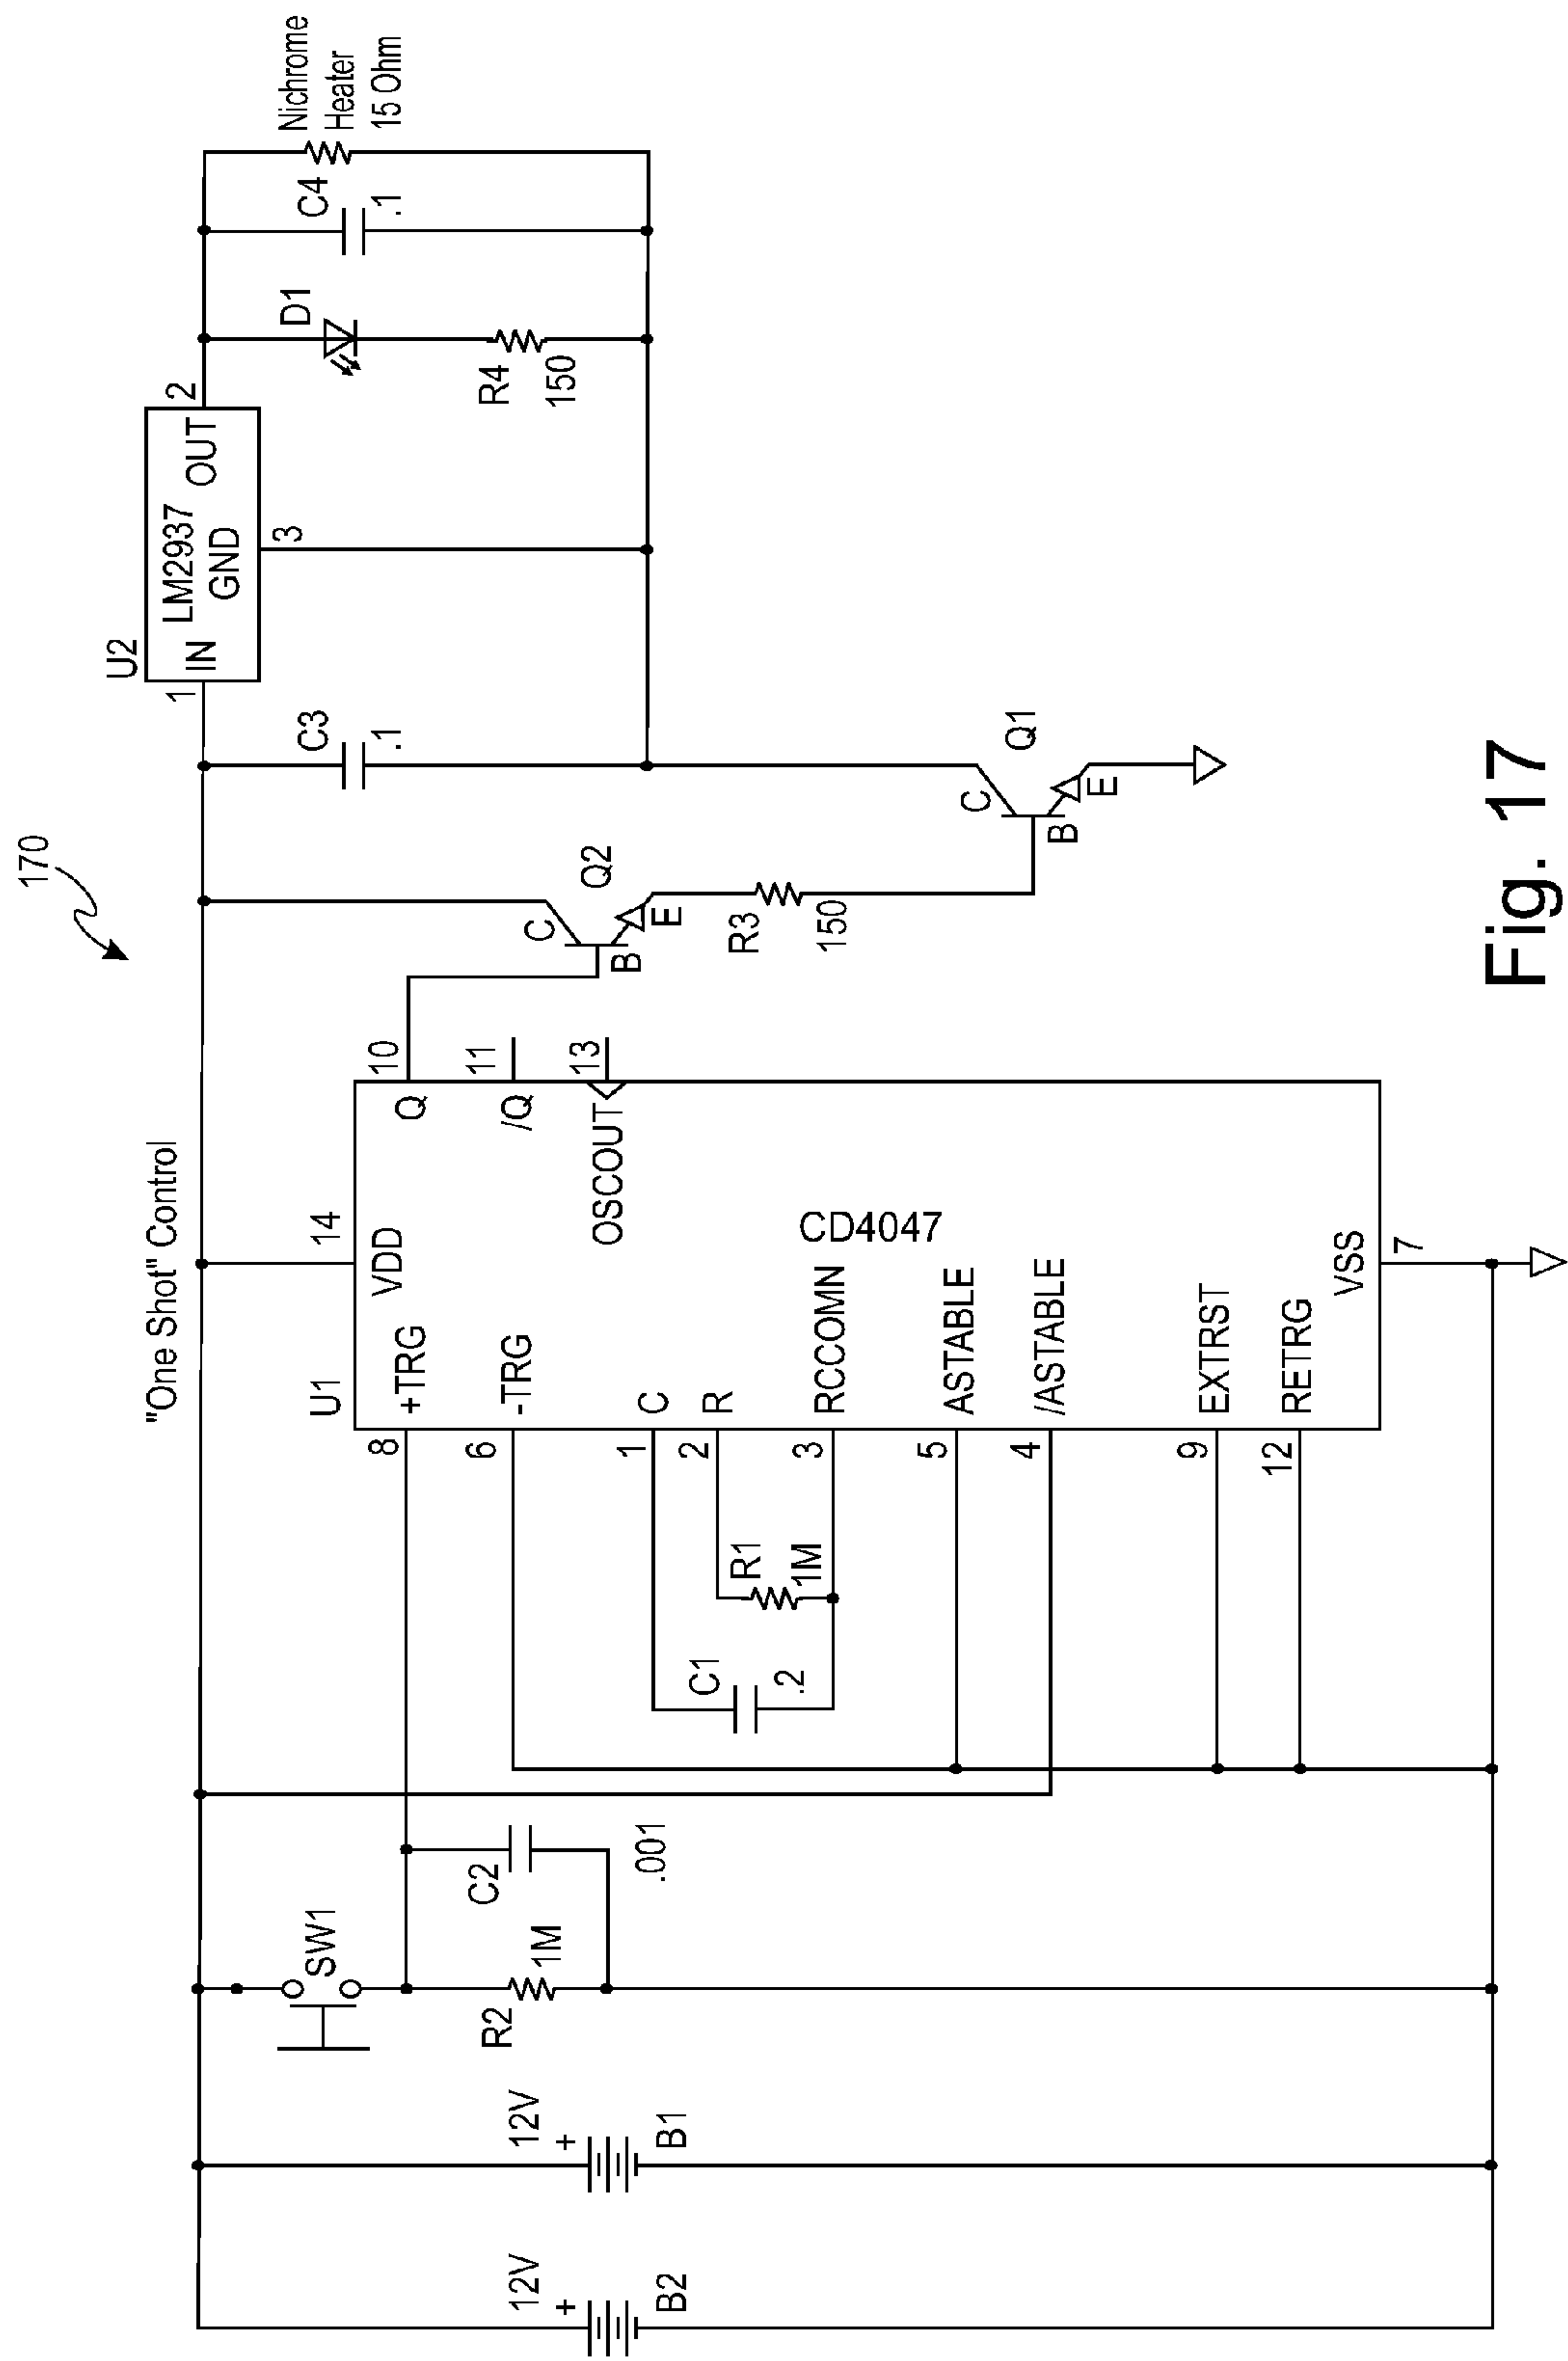 170
"One Shot" Control
12V
+
B2
12V
+
B1
SW1
R2
1M
C2
.001
8
6
1
2
3
5
4
9
12
C1
.2
R1
1M
U1
+TRG
-TRG
C
R
RCCOMN
ASTABLE
/ASTABLE
EXTRST
RETRG
14
VDD
CD4047
VSS
7
Q
/Q
OSCOUT
10
11
13
Q2
C
B
E
R3
150
Q1
C
B
E
C3
.1
U2
1
IN
LM2937
GND
OUT
2
3
D1
R4
150
C4
.1
Nichrome
Heater
15 Ohm
Fig. 17